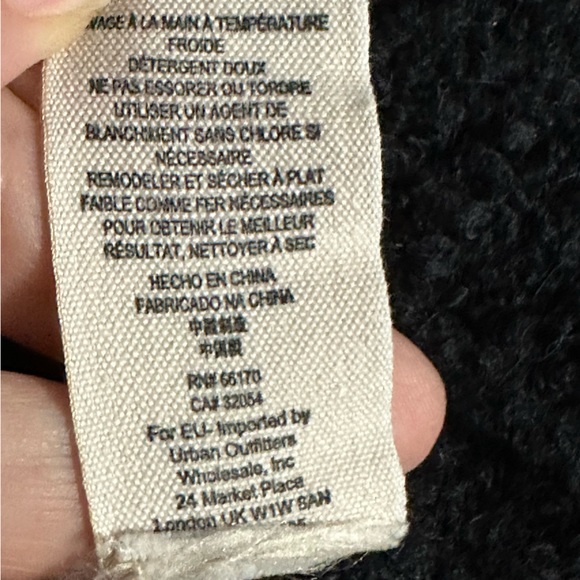 À LA MAIN À TEMPÉRATURE
FROIDE
DÉTERGENT DOUX
NE PAS ESSORER OU TORDRE
UTILISER UN AGENT DE
BLANCHIMENT SANS CHLORE SI
NÉCESSAIRE
REMODELER ET SÉCHER À PLAT
FAIBLE COMME FER NÉCESSAIRES
POUR OBTENIR LE MEILLEUR
RÉSULTAT, NETTOYER À SEC
HECHO EN CHINA
FABRICADO NA CHINA
中國製造
中国製
RN# 66170
CA# 32054
For EU- Imported by
Urban Outfitters
Wholesale, Inc
24 Market Place
London UK W1W 8AN